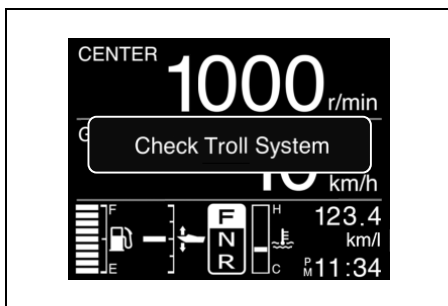 CENTER
1000 r/min
Check Troll System
km/h
F
E
F
N
R
H
C
123.4
km/l
PM 11:34